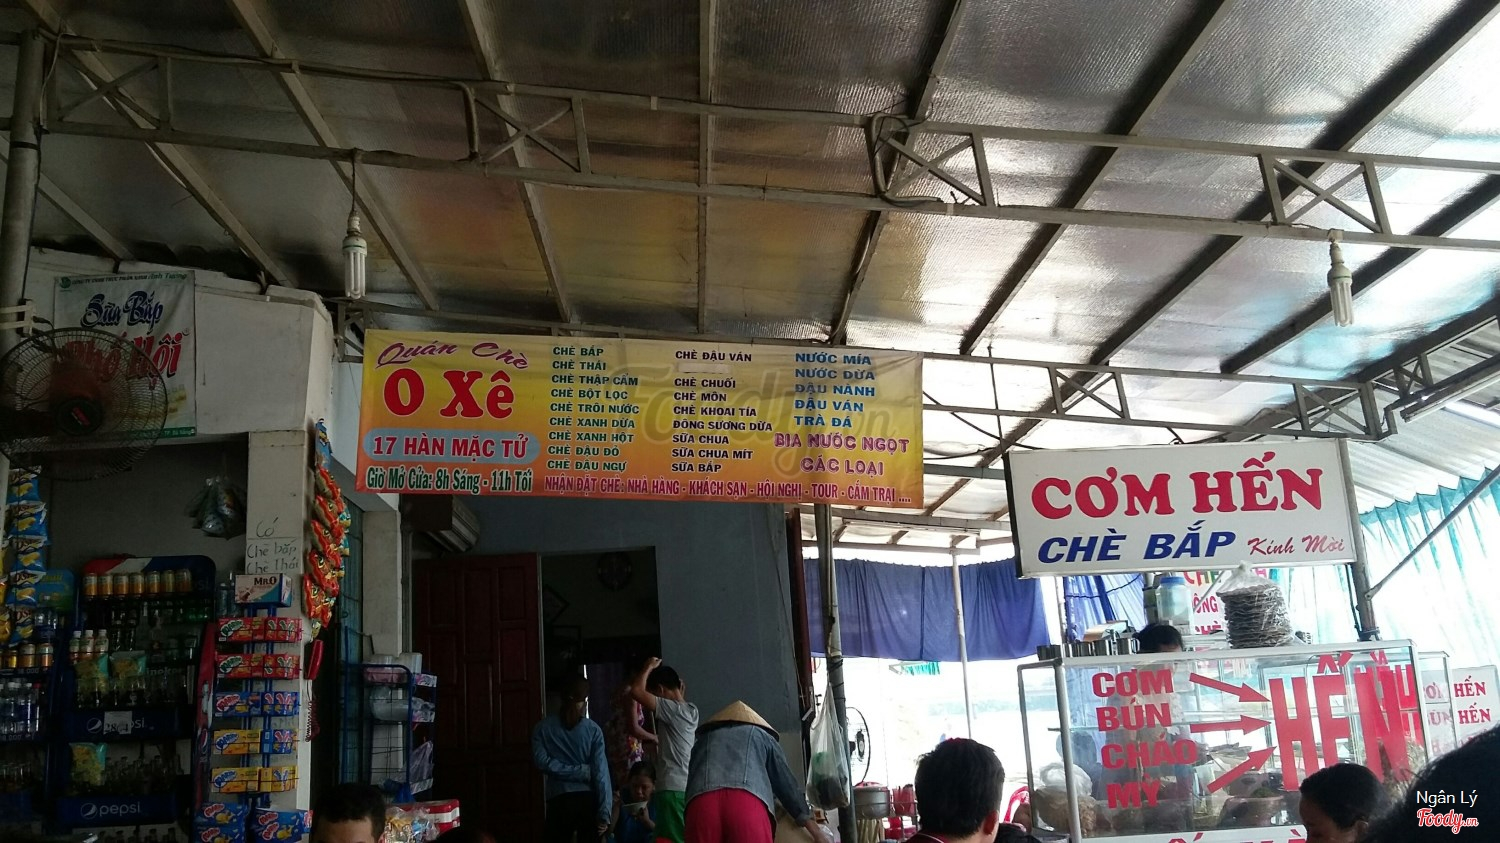 Sữa Bắp
Phố Hội
Quán Chè
O Xê
17 HÀN MẶC TỬ
Giờ Mở Cửa: 8h Sáng - 11h Tối
CHÈ BẮP
CHÈ THÁI
CHÈ THẬP CẨM
CHÈ BỘT LỌC
CHÈ TRÔI NƯỚC
CHÈ XANH DỪA
CHÈ XANH HỘT
CHÈ ĐẬU ĐỎ
CHÈ ĐẬU NGỰ
CHÈ ĐẬU VÁN
CHÈ CHUỐI
CHÈ MÔN
CHÈ KHOAI TÍA
ĐÔNG SƯƠNG DỪA
SỮA CHUA
SỮA CHUA MÍT
SỮA BẮP
NƯỚC MÍA
NƯỚC DỪA
ĐẬU NÀNH
ĐẬU VÁN
TRÀ ĐÁ
BIA NƯỚC NGỌT
CÁC LOẠI
NHẬN ĐẶT CHÈ: NHÀ HÀNG - KHÁCH SẠN - HỘI NGHỊ - TOUR - CẮM TRẠI ....
Foody.vn
CƠM HẾN
CHÈ BẮP Kính Mời
Có
Chè bắp
Chè Thái
MR.O
pepsi
pepsi
CƠM
BÚN
CHÁO
MỲ
HẾN
HẾN
HẾN
Ngân Lý
Foody.vn